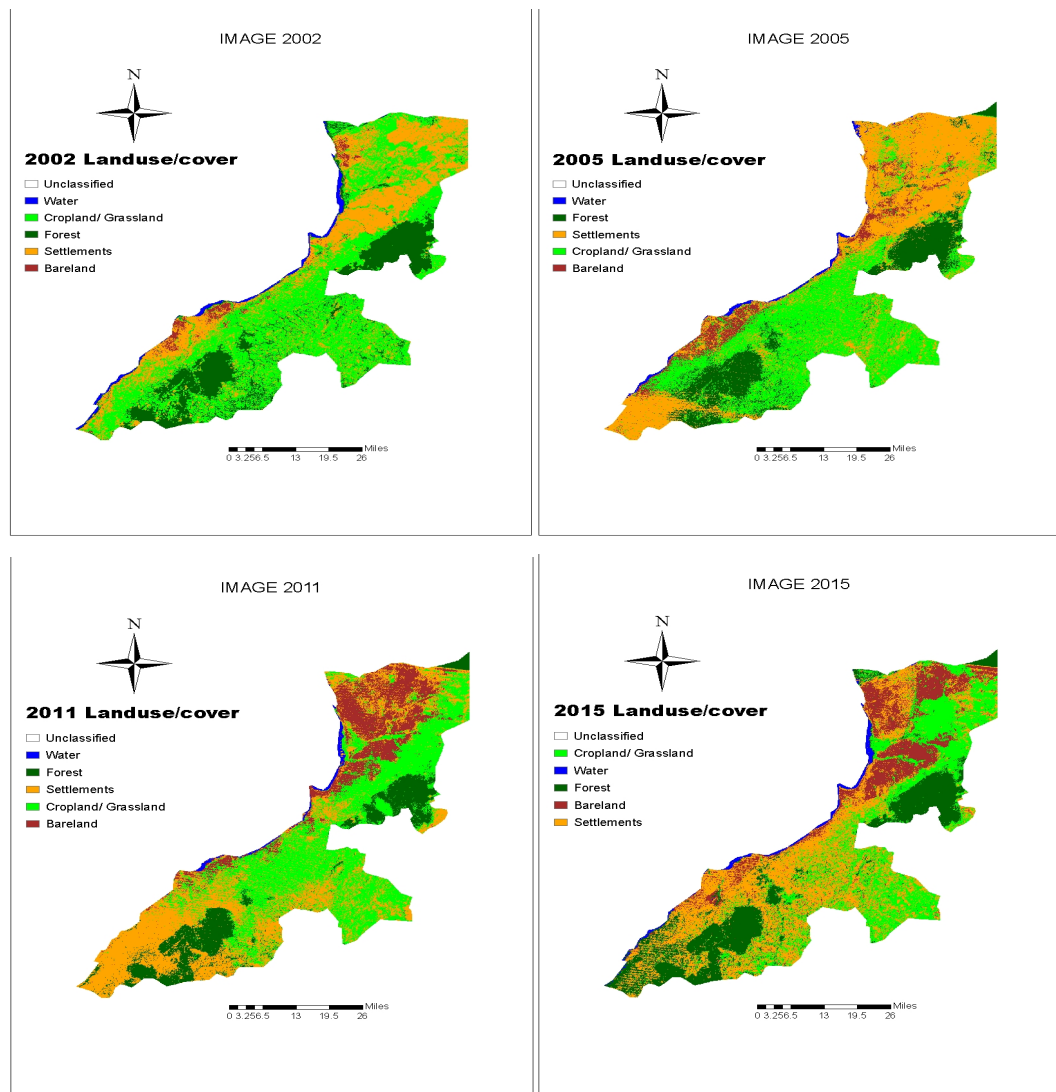 IMAGE 2002
N
2002 Landuse/cover
Unclassified
Water
Cropland/ Grassland
Forest
Settlements
Bareland
Miles
0 3.256.5 13 19.5 26
IMAGE 2005
N
2005 Landuse/cover
Unclassified
Water
Forest
Settlements
Cropland/ Grassland
Bareland
Miles
0 3.256.5 13 19.5 26
IMAGE 2011
N
2011 Landuse/cover
Unclassified
Water
Forest
Settlements
Cropland/ Grassland
Bareland
Miles
0 3.256.5 13 19.5 26
IMAGE 2015
N
2015 Landuse/cover
Unclassified
Cropland/ Grassland
Water
Forest
Bareland
Settlements
Miles
0 3.256.5 13 19.5 26